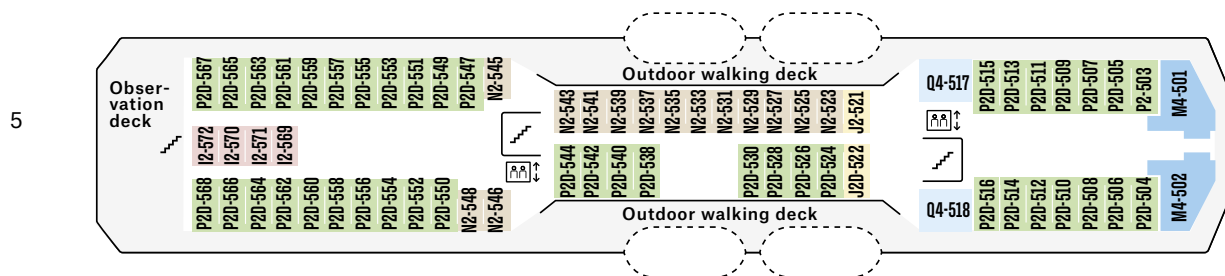 5
Obser-
vation
deck
P2D-567
P2D-565
P2D-563
P2D-561
P2D-559
P2D-557
P2D-555
P2D-553
P2D-551
P2D-549
P2D-547
N2-545
I2-572
I2-570
I2-571
I2-569
P2D-568
P2D-566
P2D-564
P2D-562
P2D-560
P2D-558
P2D-556
P2D-554
P2D-552
P2D-550
N2-548
N2-546
Outdoor walking deck
N2-543
N2-541
N2-539
N2-537
N2-535
N2-533
N2-531
N2-529
N2-527
N2-525
N2-523
J2-521
P2D-544
P2D-542
P2D-540
P2D-538
P2D-530
P2D-528
P2D-526
P2D-524
J2D-522
Outdoor walking deck
Q4-517
P2D-515
P2D-513
P2D-511
P2D-509
P2D-507
P2D-505
P2-503
M4-501
Q4-518
P2D-516
P2D-514
P2D-512
P2D-510
P2D-508
P2D-506
P2D-504
M4-502